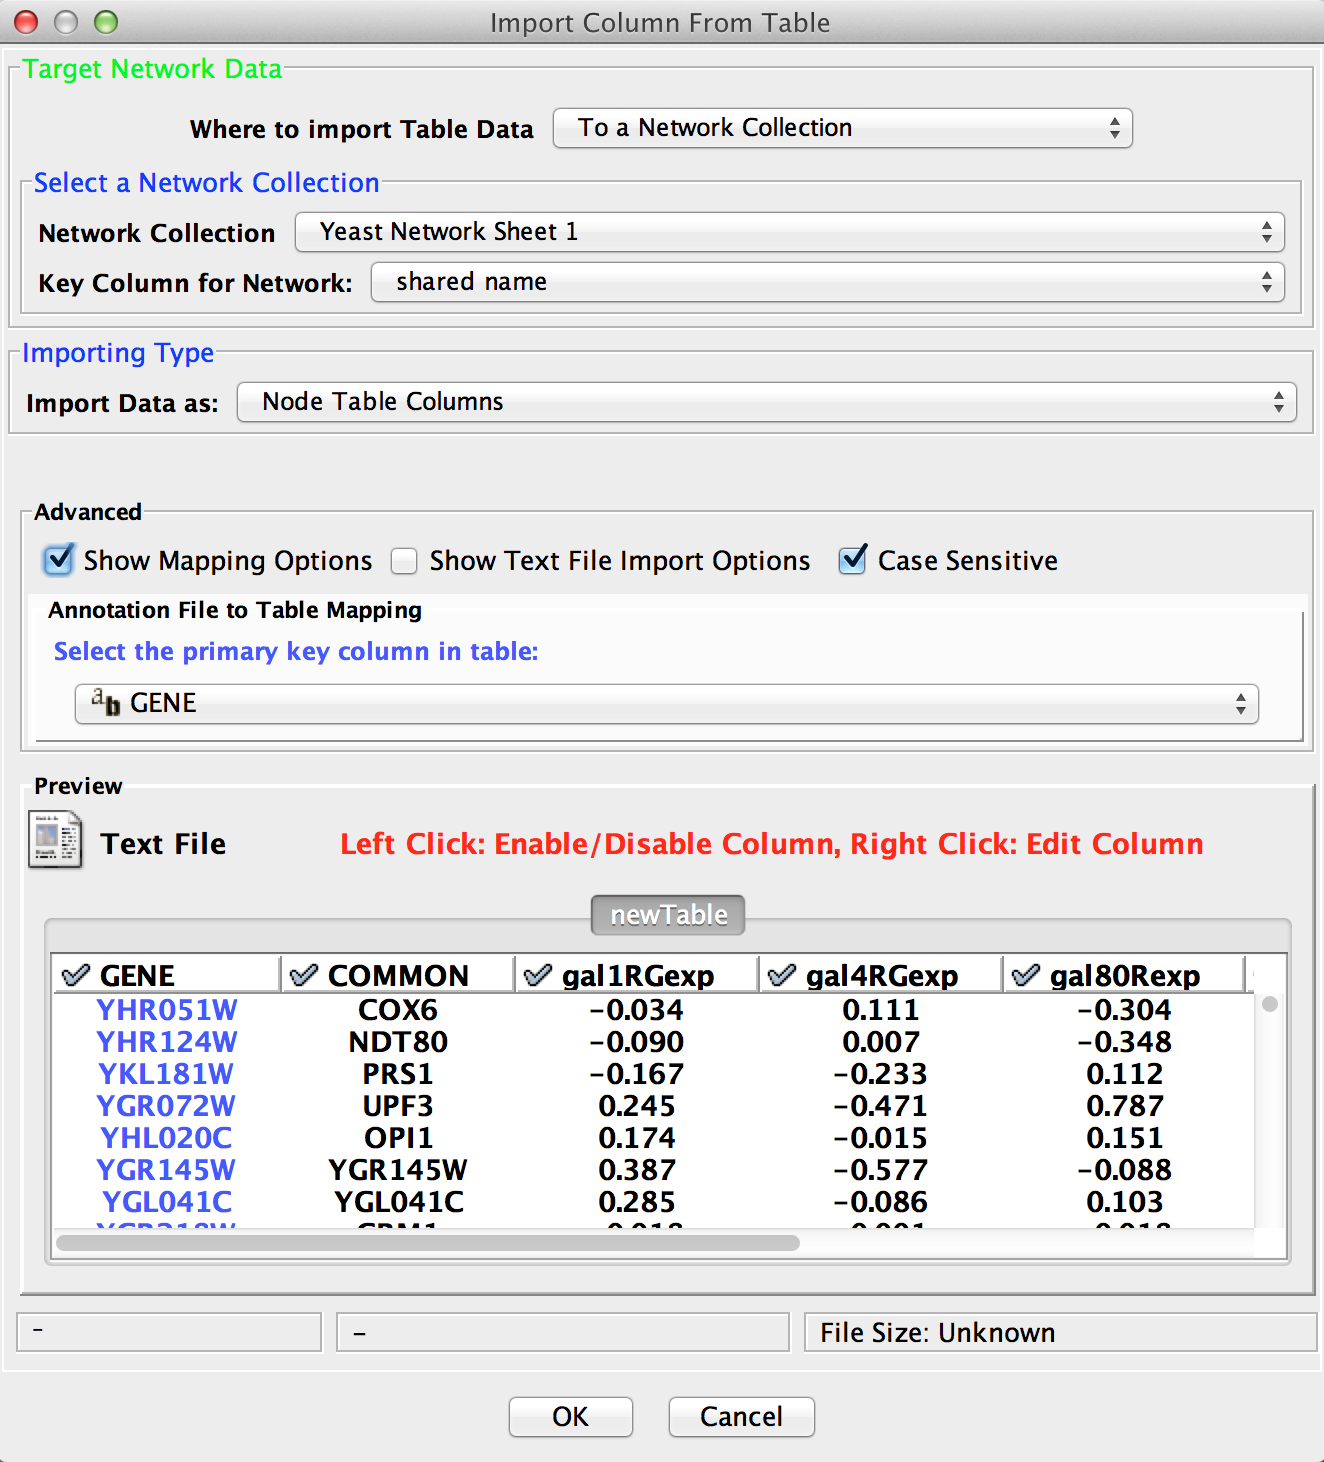 Import Column From Table
Target Network Data
Where to import Table Data To a Network Collection
Select a Network Collection
Network Collection Yeast Network Sheet 1
Key Column for Network: shared name
Importing Type
Import Data as: Node Table Columns
Advanced
Show Mapping Options Show Text File Import Options Case Sensitive
Annotation File to Table Mapping
Select the primary key column in table:
ab GENE
Preview
Text File Left Click: Enable/Disable Column, Right Click: Edit Column
newTable
GENE COMMON gal1RGexp gal4RGexp gal80Rexp
YHR051W COX6 -0.034 0.111 -0.304
YHR124W NDT80 -0.090 0.007 -0.348
YKL181W PRS1 -0.167 -0.233 0.112
YGR072W UPF3 0.245 -0.471 0.787
YHL020C OPI1 0.174 -0.015 0.151
YGR145W YGR145W 0.387 -0.577 -0.088
YGL041C YGL041C 0.285 -0.086 0.103
- - File Size: Unknown
OK Cancel